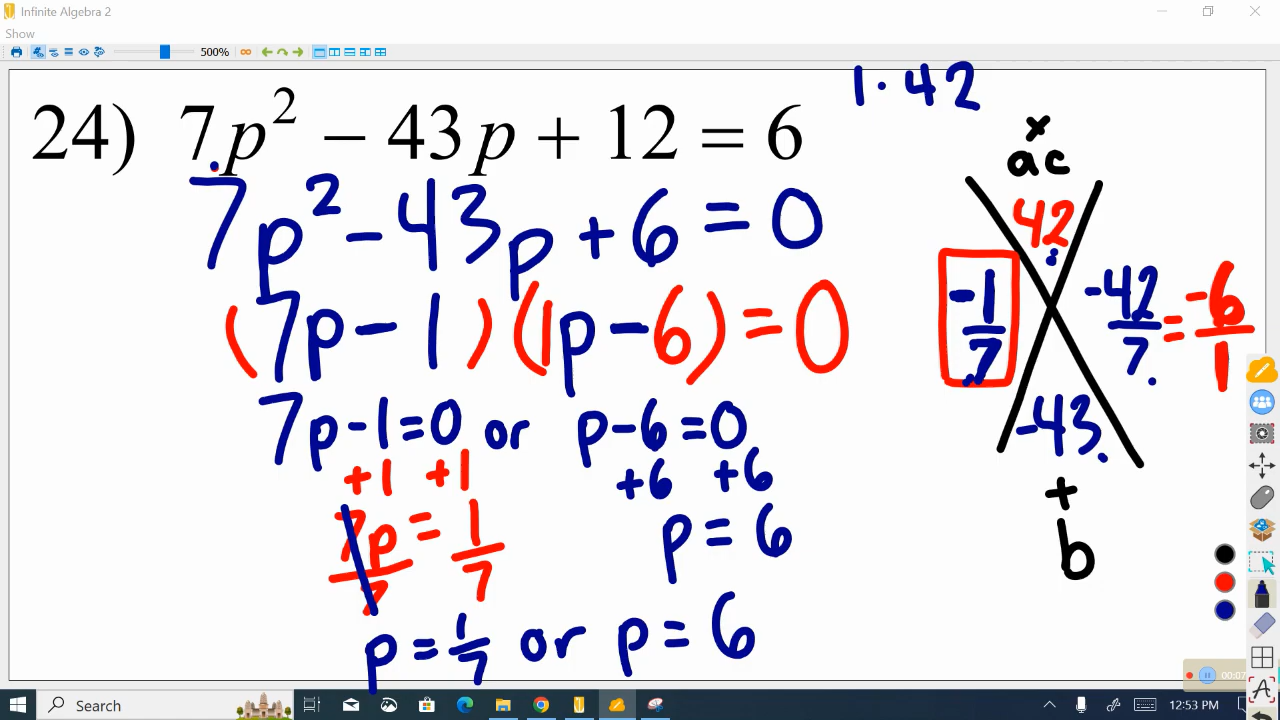 Infinite Algebra 2
Show
500%
24) 7p² − 43p + 12 = 6
1·42
x
ac
42
-1/7
-42/7 = -6/1
-43
+
b
7p² - 43p + 6 = 0
(7p - 1)(1p - 6) = 0
7p - 1 = 0 or p - 6 = 0
+1 +1 +6 +6
7p/7 = 1/7
p = 6
p = 1/7 or p = 6
00:07
A
Search
12:53 PM